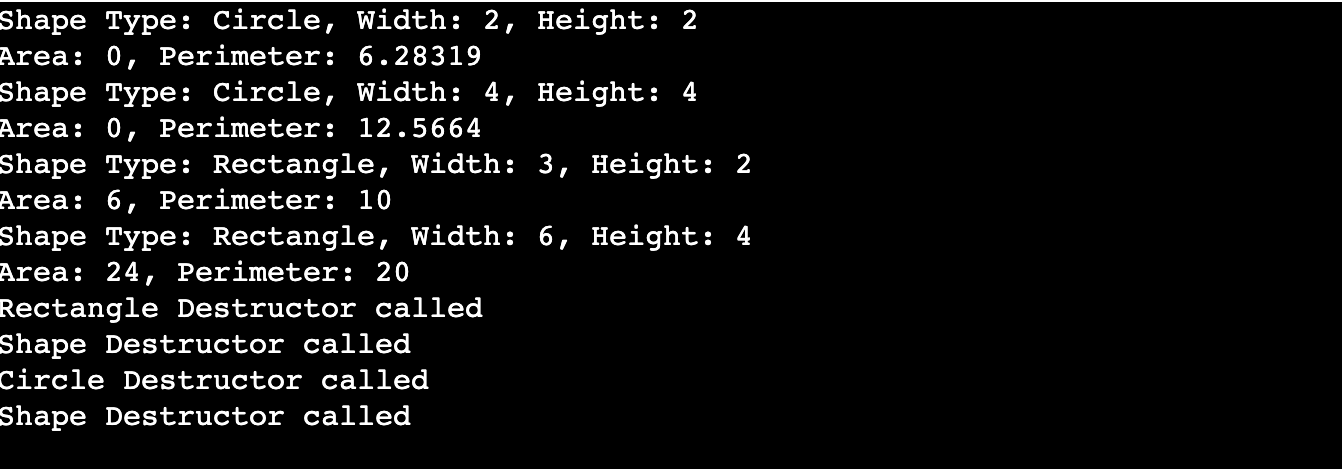 Shape Type: Circle, Width: 2, Height: 2
Area: 0, Perimeter: 6.28319
Shape Type: Circle, Width: 4, Height: 4
Area: 0, Perimeter: 12.5664
Shape Type: Rectangle, Width: 3, Height: 2
Area: 6, Perimeter: 10
Shape Type: Rectangle, Width: 6, Height: 4
Area: 24, Perimeter: 20
Rectangle Destructor called
Shape Destructor called
Circle Destructor called
Shape Destructor called